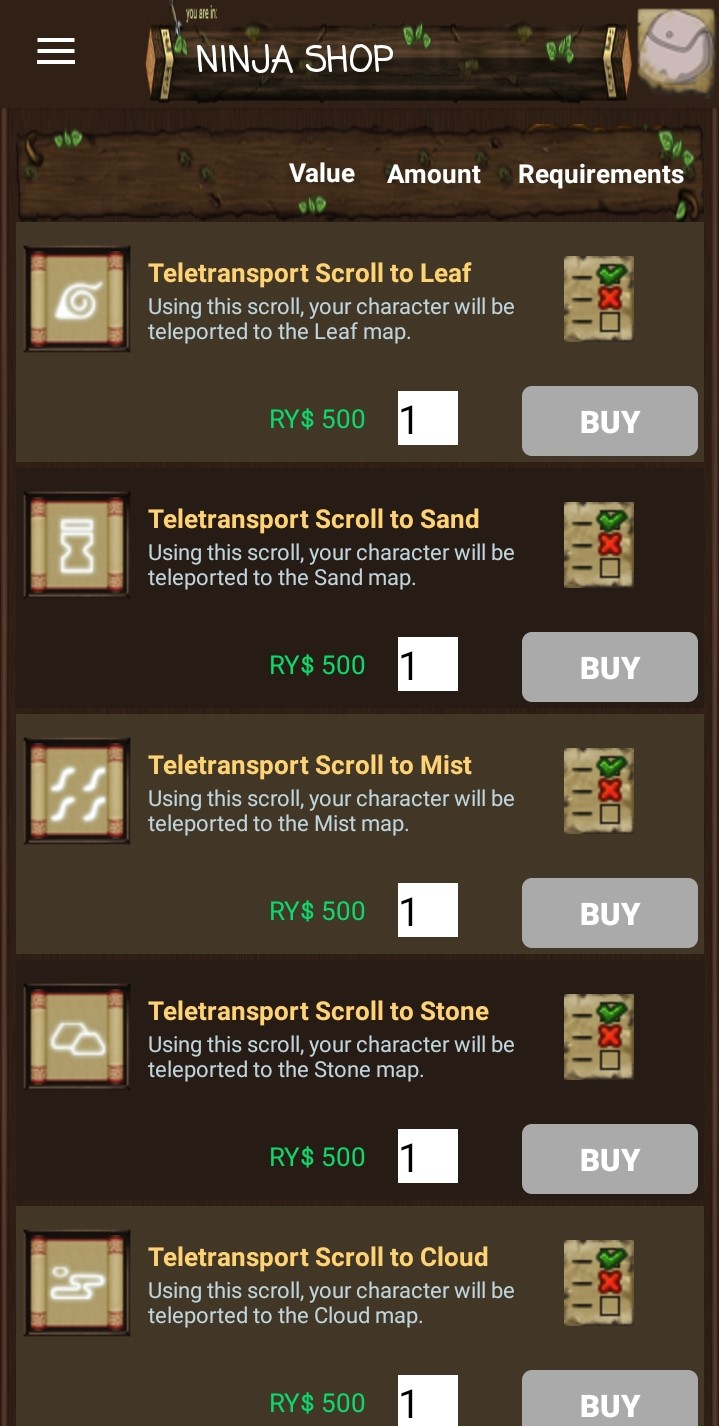 you are in:
NINJA SHOP
Value Amount Requirements
Teletransport Scroll to Leaf
Using this scroll, your character will be
teleported to the Leaf map.
RY$ 500 1 BUY
Teletransport Scroll to Sand
Using this scroll, your character will be
teleported to the Sand map.
RY$ 500 1 BUY
Teletransport Scroll to Mist
Using this scroll, your character will be
teleported to the Mist map.
RY$ 500 1 BUY
Teletransport Scroll to Stone
Using this scroll, your character will be
teleported to the Stone map.
RY$ 500 1 BUY
Teletransport Scroll to Cloud
Using this scroll, your character will be
teleported to the Cloud map.
RY$ 500 1 BUY